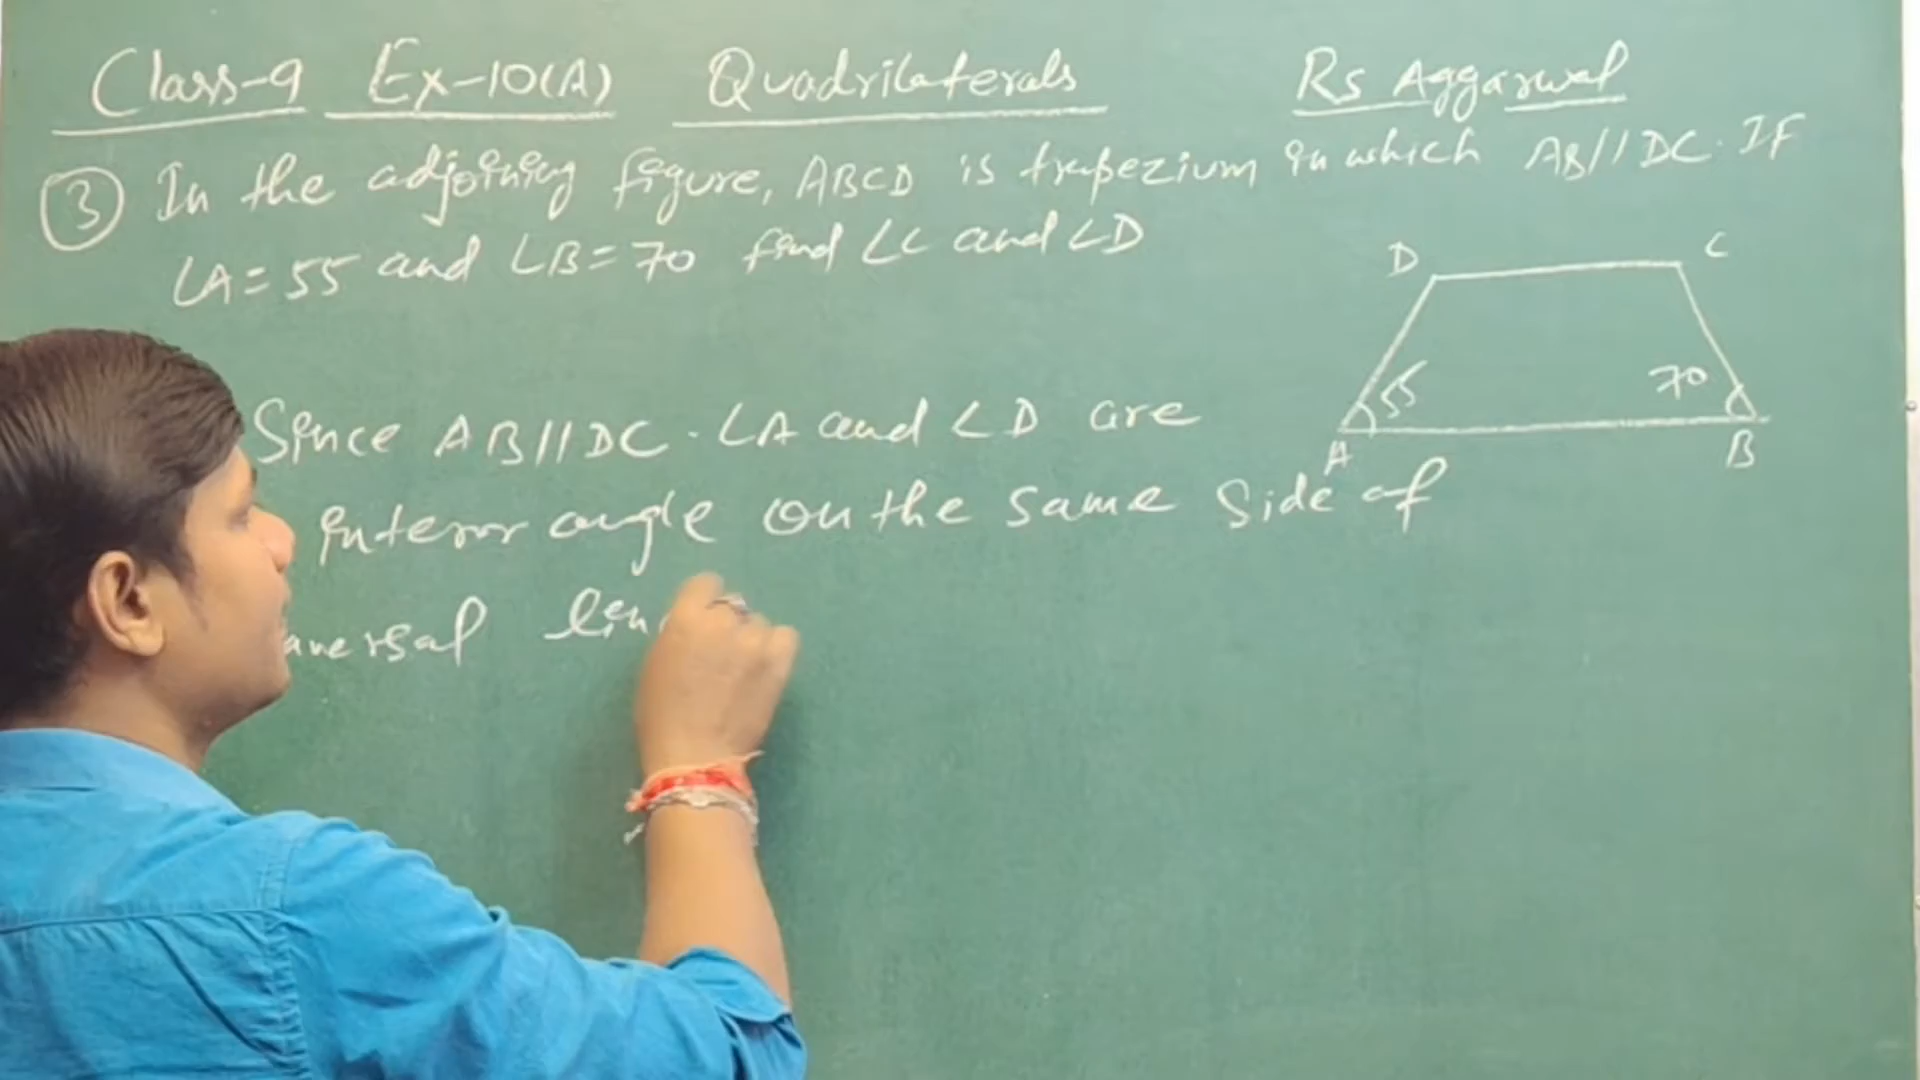 Class-9 Ex-10(A) Quadrilaterals Rs Aggarwal
3 In the adjoining figure, ABCD is trapezium in which AB//DC. If
∠A=55 and ∠B=70 find ∠C and ∠D
D C
55 70
A B
Since AB//DC. ∠A and ∠D are
interior angle on the same side of
aversal